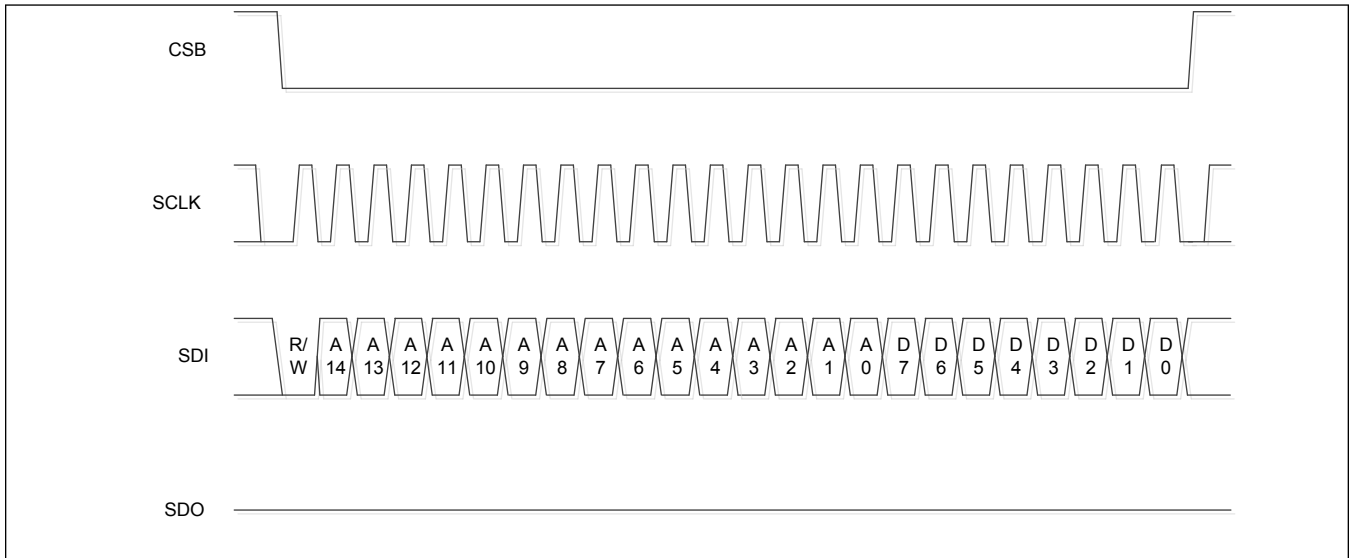 CSB
SCLK
SDI
R/ A A A A A A A A A A A A A A A D D D D D D D D
W 14 13 12 11 10 9 8 7 6 5 4 3 2 1 0 7 6 5 4 3 2 1 0
SDO